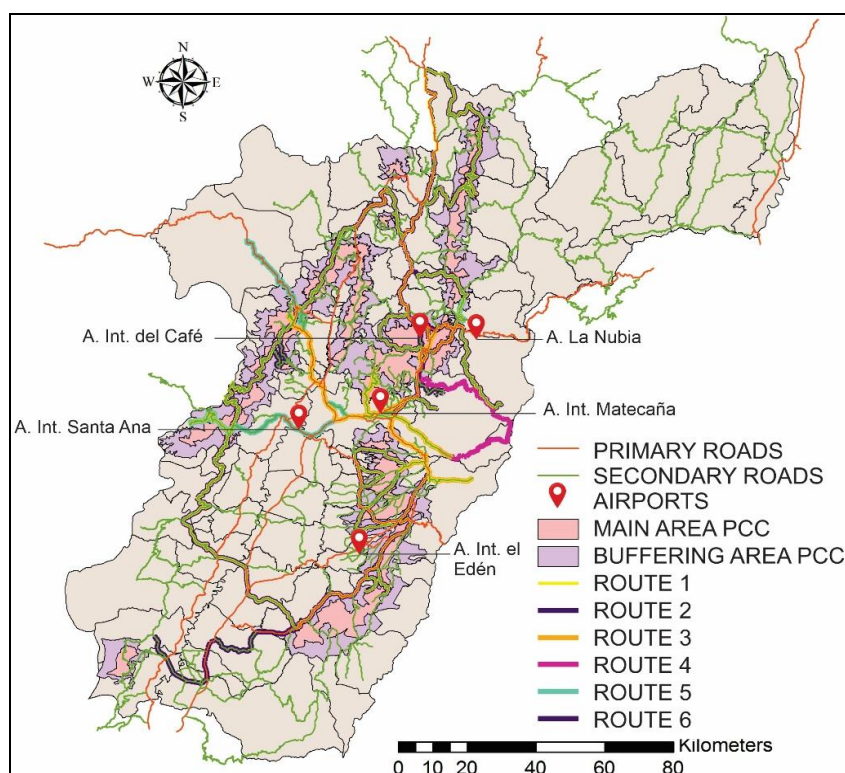 N
W E
S
A. Int. del Café
A. La Nubia
A. Int. Matecaña
A. Int. Santa Ana
A. Int. el
Edén
PRIMARY ROADS
SECONDARY ROADS
AIRPORTS
MAIN AREA PCC
BUFFERING AREA PCC
ROUTE 1
ROUTE 2
ROUTE 3
ROUTE 4
ROUTE 5
ROUTE 6
Kilometers
0 10 20 40 60 80